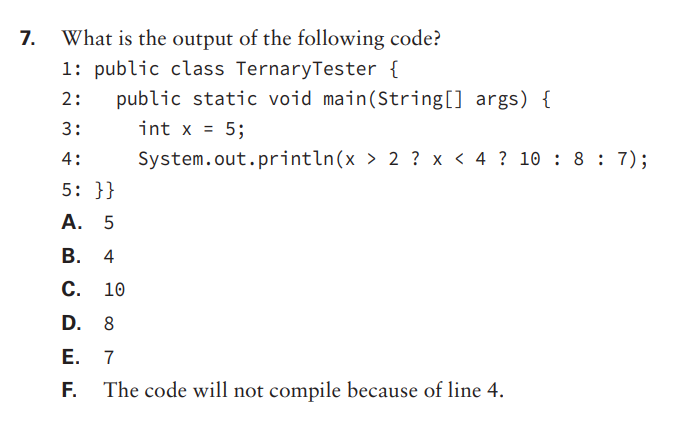 7. What is the output of the following code?
1: public class TernaryTester {
2:   public static void main(String[] args) {
3:     int x = 5;
4:     System.out.println(x > 2 ? x < 4 ? 10 : 8 : 7);
5: }}
A. 5
B. 4
C. 10
D. 8
E. 7
F. The code will not compile because of line 4.